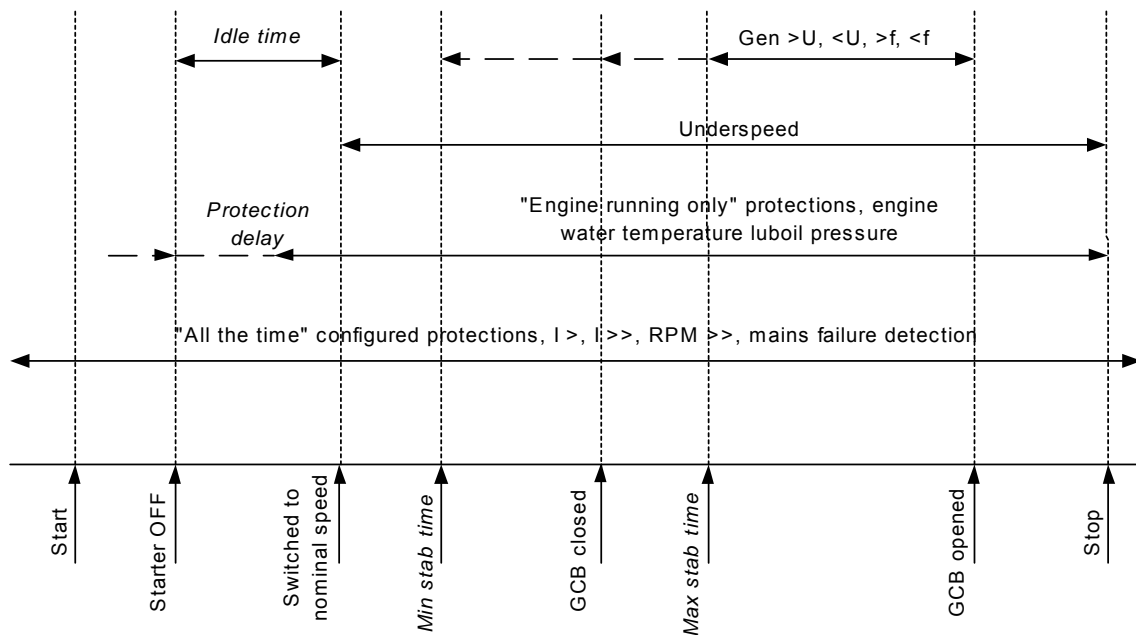 Idle time
Gen >U, <U, >f, <f
Underspeed
Protection
delay
"Engine running only" protections, engine
water temperature luboil pressure
"All the time" configured protections, I >, I >>, RPM >>, mains failure detection
Start
Starter OFF
Switched to
nominal speed
Min stab time
GCB closed
Max stab time
GCB opened
Stop